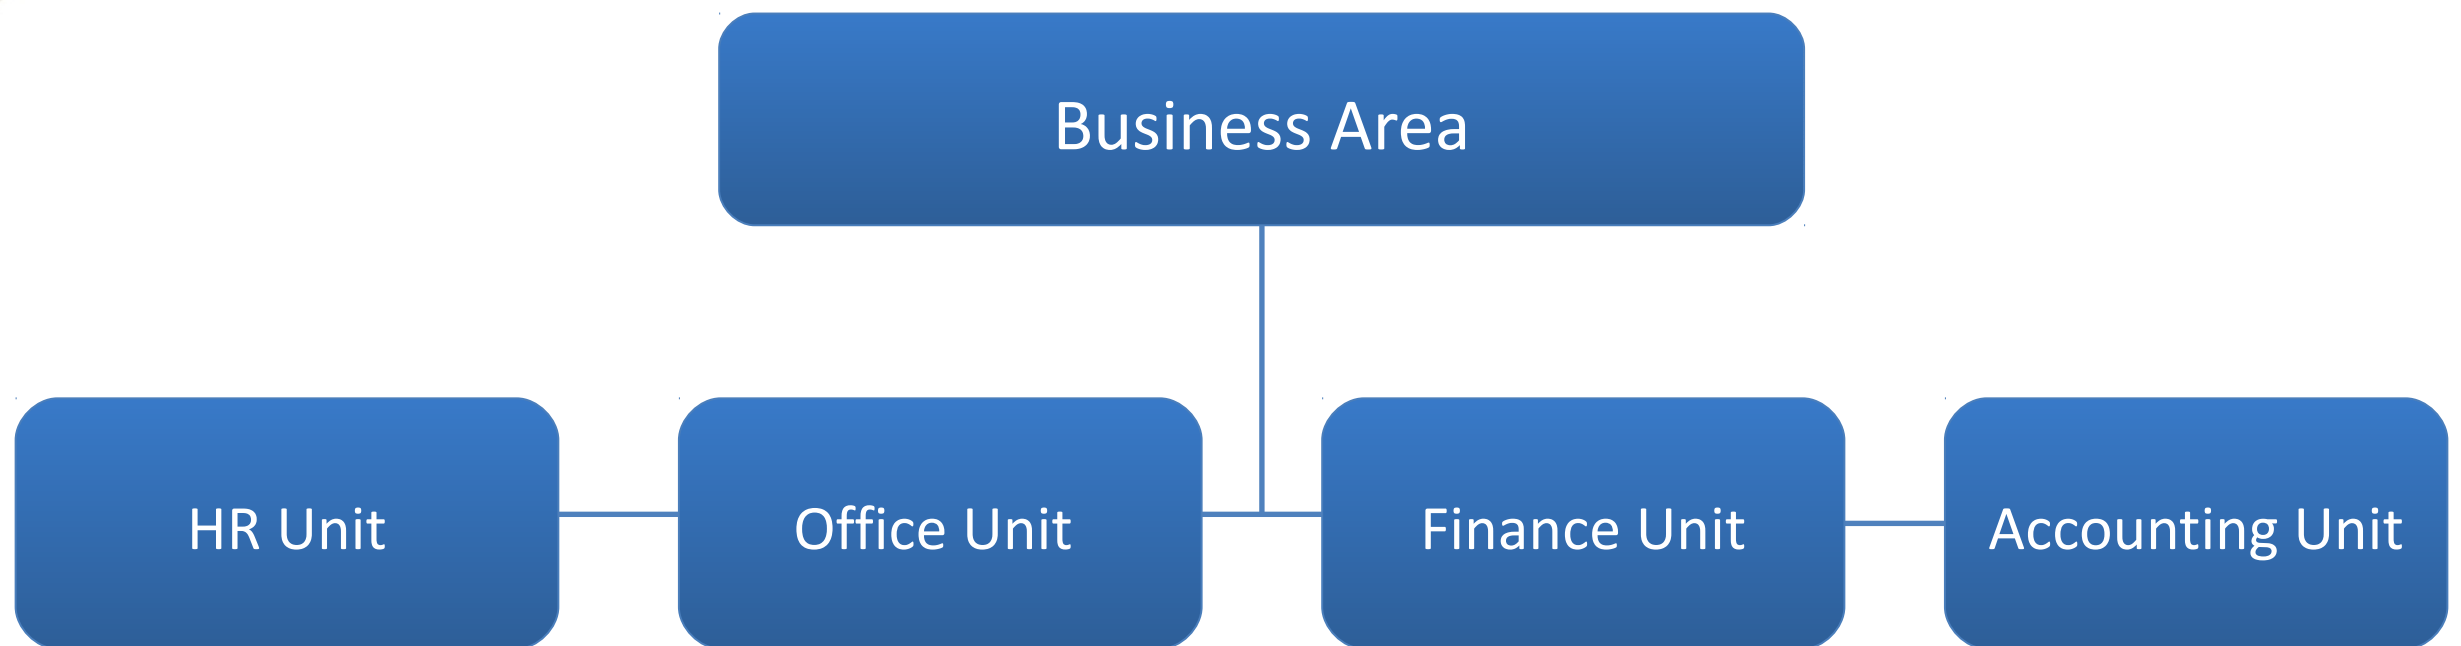 Business Area
HR Unit
Office Unit
Finance Unit
Accounting Unit